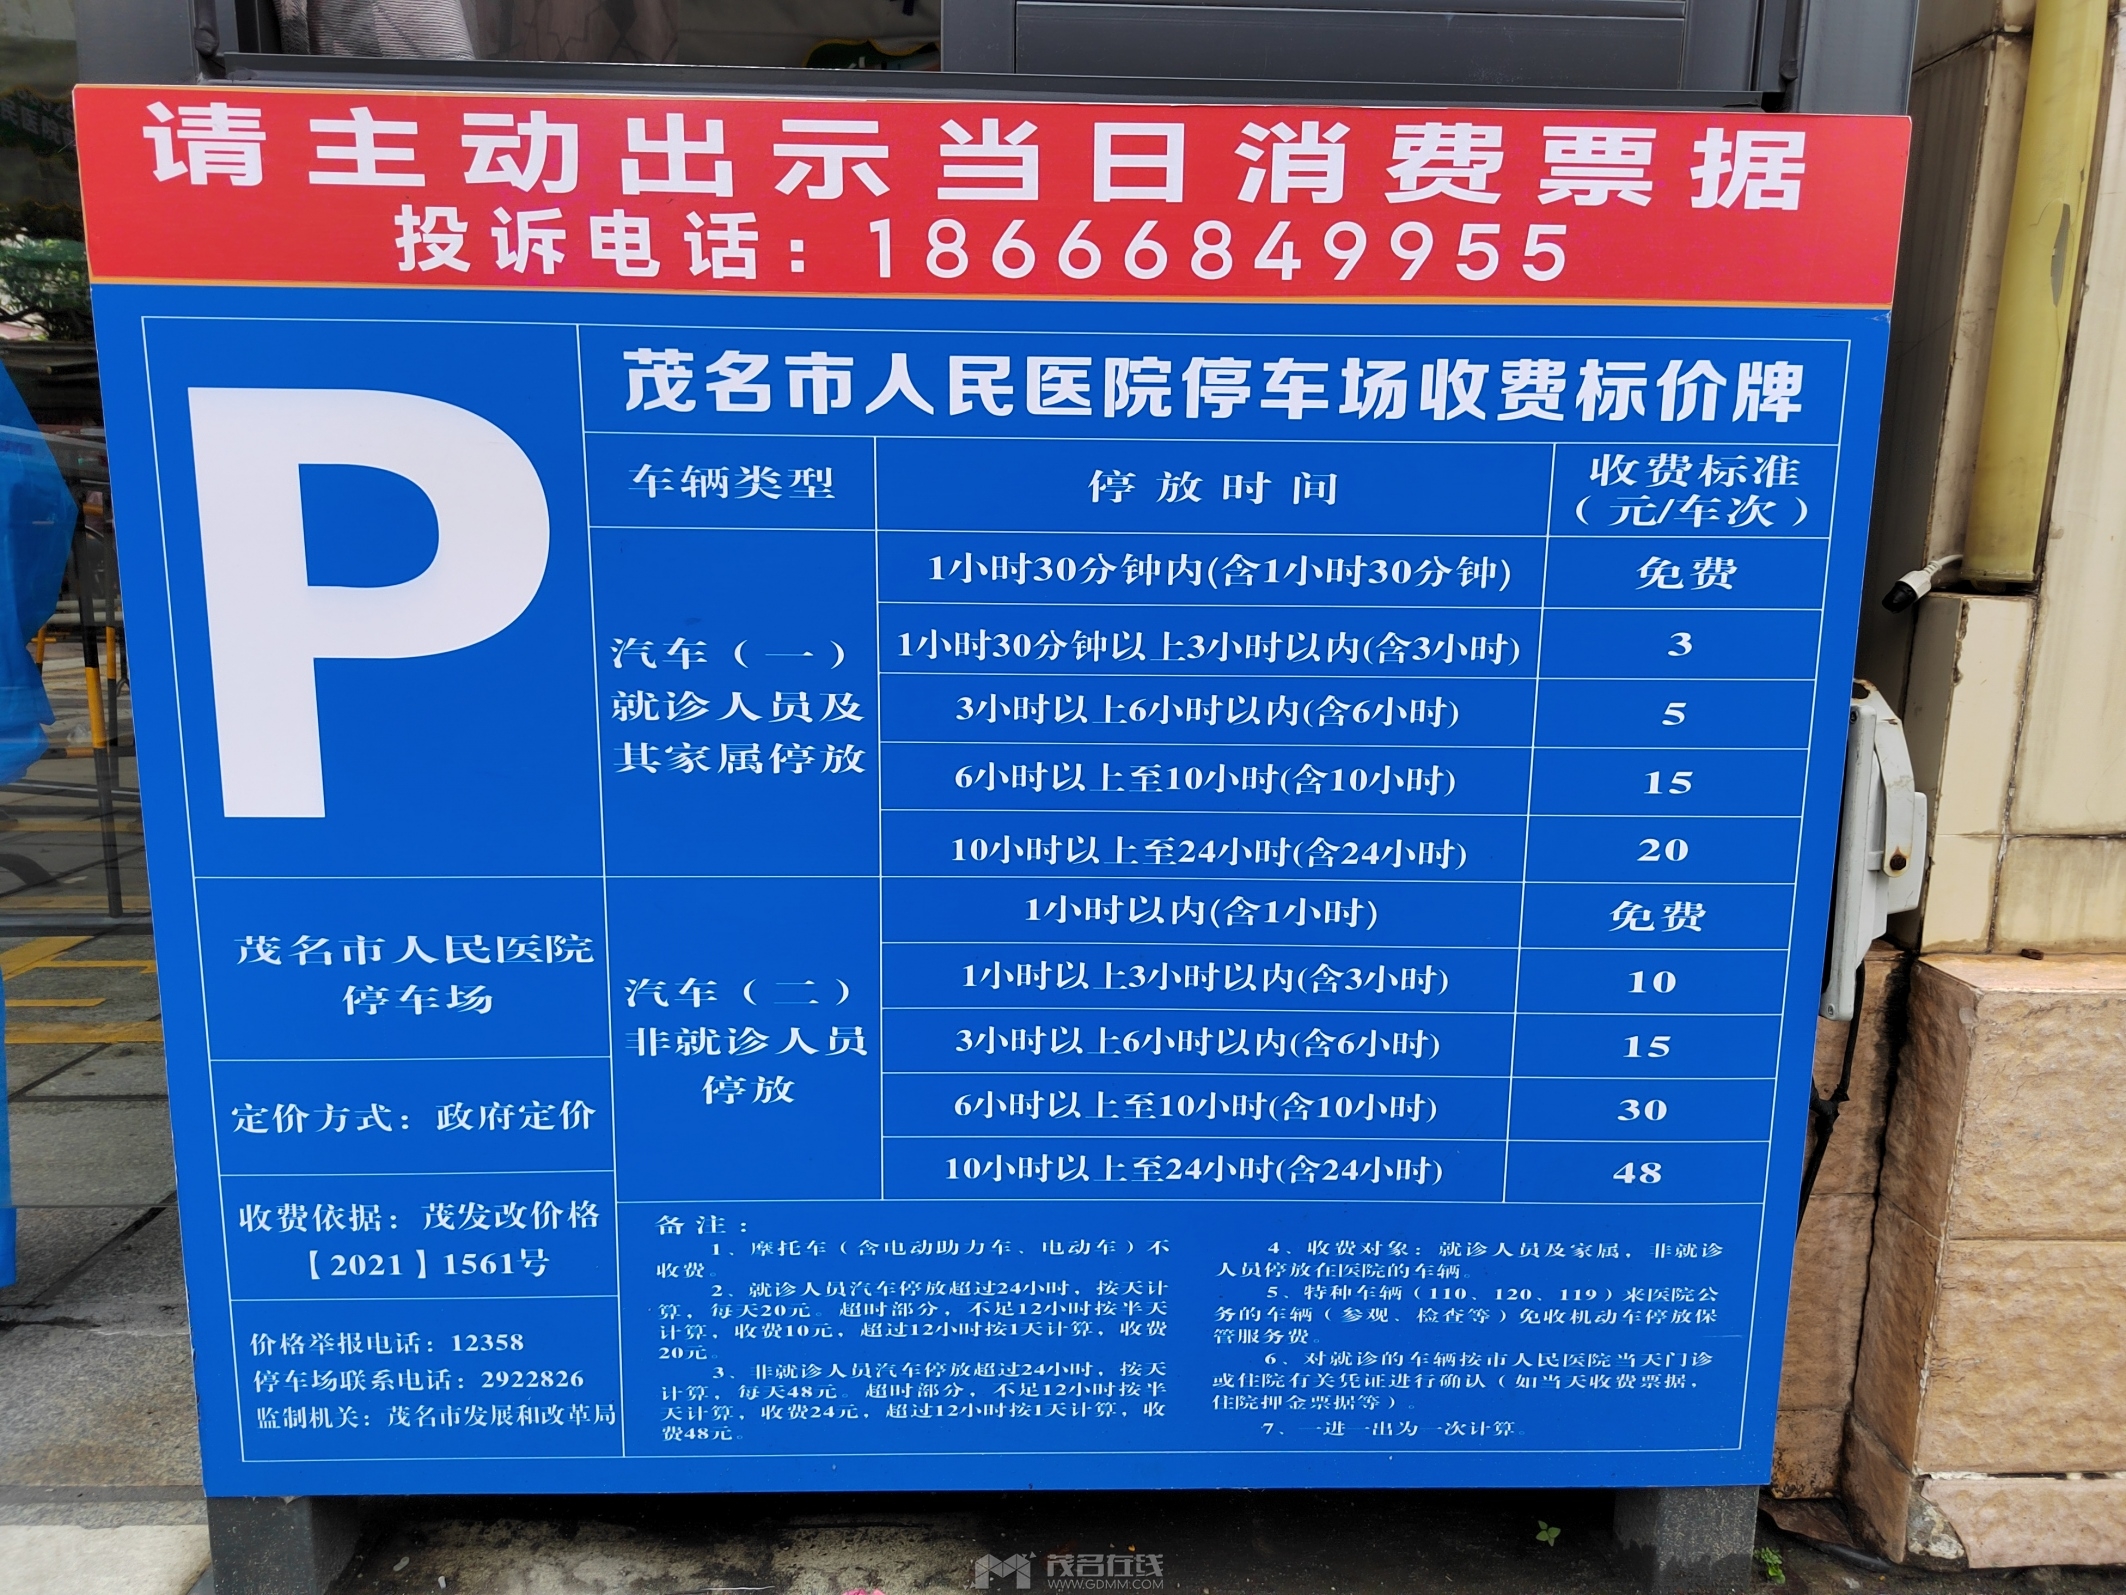 请主动出示当日消费票据
投诉电话：18666849955
P
茂名市人民医院停车场收费标价牌
车辆类型
停放时间
收费标准
（元/车次）
汽车（一）
就诊人员及
其家属停放
1小时30分钟内(含1小时30分钟)
免费
1小时30分钟以上3小时以内(含3小时)
3
3小时以上6小时以内(含6小时)
5
6小时以上至10小时(含10小时)
15
10小时以上至24小时(含24小时)
20
汽车（二）
非就诊人员
停放
1小时以内(含1小时)
免费
1小时以上3小时以内(含3小时)
10
3小时以上6小时以内(含6小时)
15
6小时以上至10小时(含10小时)
30
10小时以上至24小时(含24小时)
48
茂名市人民医院
停车场
定价方式：政府定价
收费依据：茂发改价格
【2021】1561号
价格举报电话：12358
停车场联系电话：2922826
监制机关：茂名市发展和改革局
备注：
1、摩托车（含电动助力车、电动车）不
收费。
2、就诊人员汽车停放超过24小时，按天计
算，每天20元。超时部分，不足12小时按半天
计算，收费10元，超过12小时按1天计算，收费
20元。
3、非就诊人员汽车停放超过24小时，按天
计算，每天48元。超时部分，不足12小时按半
天计算，收费24元，超过12小时按1天计算，收
费48元。
4、收费对象：就诊人员及家属，非就诊
人员停放在医院的车辆。
5、特种车辆（110、120、119）来医院公
务的车辆（参观、检查等）免收机动车停放保
管服务费。
6、对就诊的车辆按市人民医院当天门诊
或住院有关凭证进行确认（如当天收费票据，
住院押金票据等）。
7、一进一出为一次计算。
茂名在线
WWW.GDMM.COM